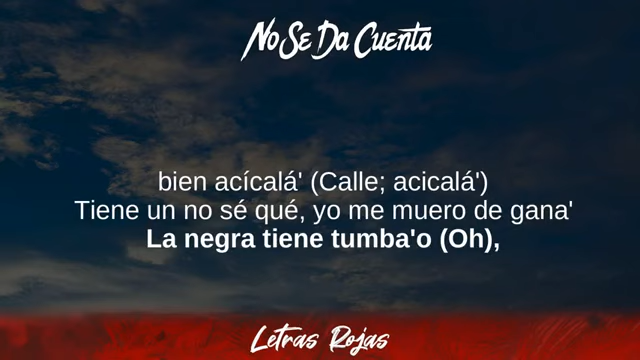 No Se Da Cuenta
bien acícalá' (Calle; acicalá')
Tiene un no sé qué, yo me muero de gana'
La negra tiene tumba'o (Oh),
Letras Rojas